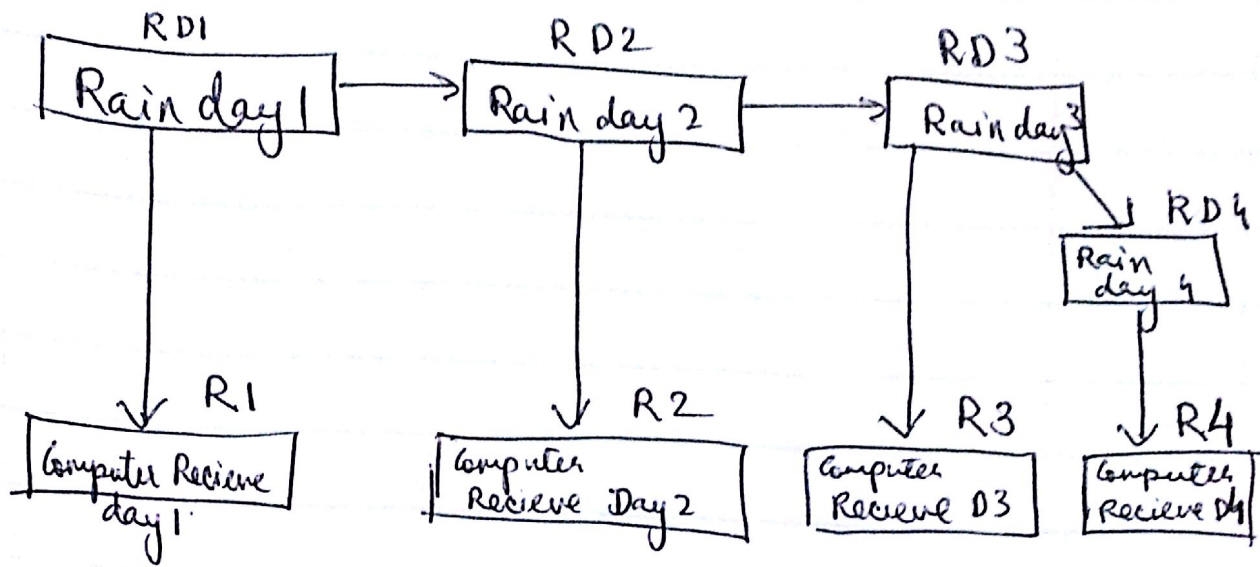 RD1
RD2
RD3
Rain day 1
Rain day 2
Rain day 3
RD4
Rain
day 4
R1
R2
R3
R4
Computer Recieve
day 1.
Computer
Recieve Day 2
Computer
Recieve D3
Computer
Recieve D4